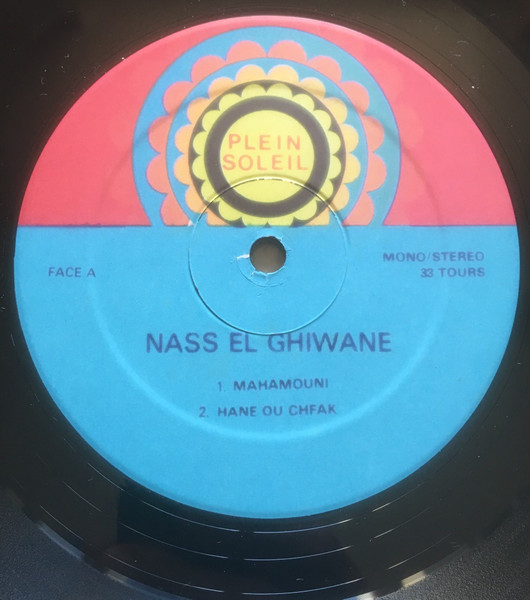 PLEIN
SOLEIL
FACE A
MONO/STEREO
33 TOURS
NASS EL GHIWANE
1. MAHAMOUNI
2. HANE OU CHFAK